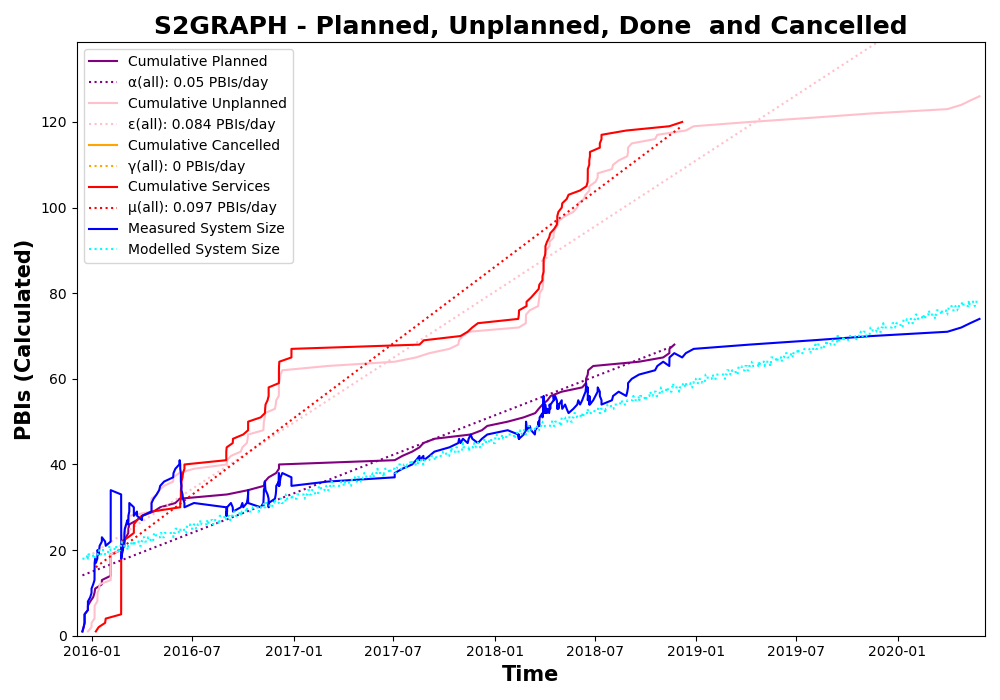 S2GRAPH - Planned, Unplanned, Done  and Cancelled
Cumulative Planned
α(all): 0.05 PBIs/day
Cumulative Unplanned
ε(all): 0.084 PBIs/day
Cumulative Cancelled
γ(all): 0 PBIs/day
Cumulative Services
μ(all): 0.097 PBIs/day
Measured System Size
Modelled System Size
PBIs (Calculated)
120
100
80
60
40
20
0
2016-01 2016-07 2017-01 2017-07 2018-01 2018-07 2019-01 2019-07 2020-01
Time